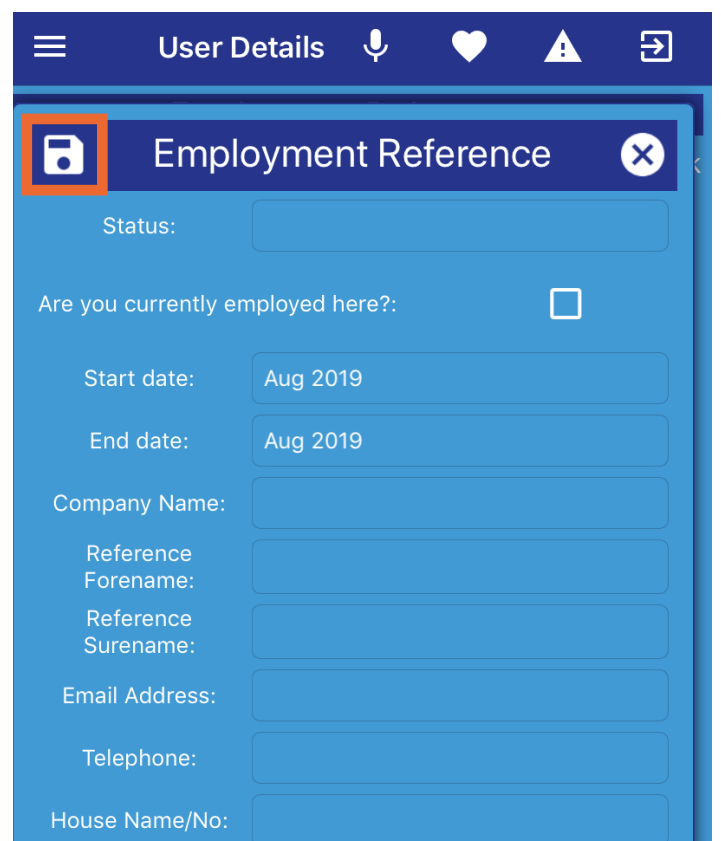 User Details
Employment Reference
Status:
Are you currently employed here?:
Start date: Aug 2019
End date: Aug 2019
Company Name:
Reference
Forename:
Reference
Surename:
Email Address:
Telephone:
House Name/No: